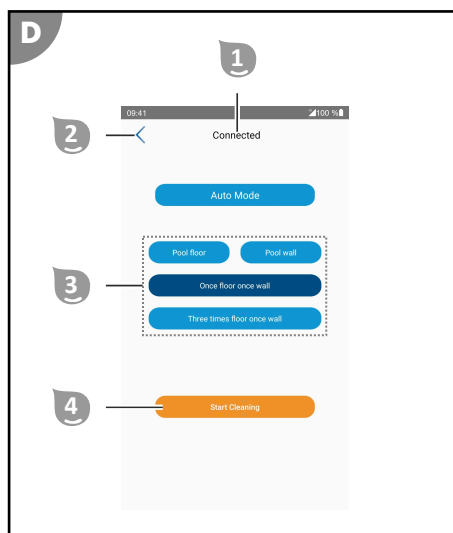 D
1
09:41 100 %
2
Connected
Auto Mode
Pool floor Pool wall
3
Once floor once wall
Three times floor once wall
4
Start Cleaning